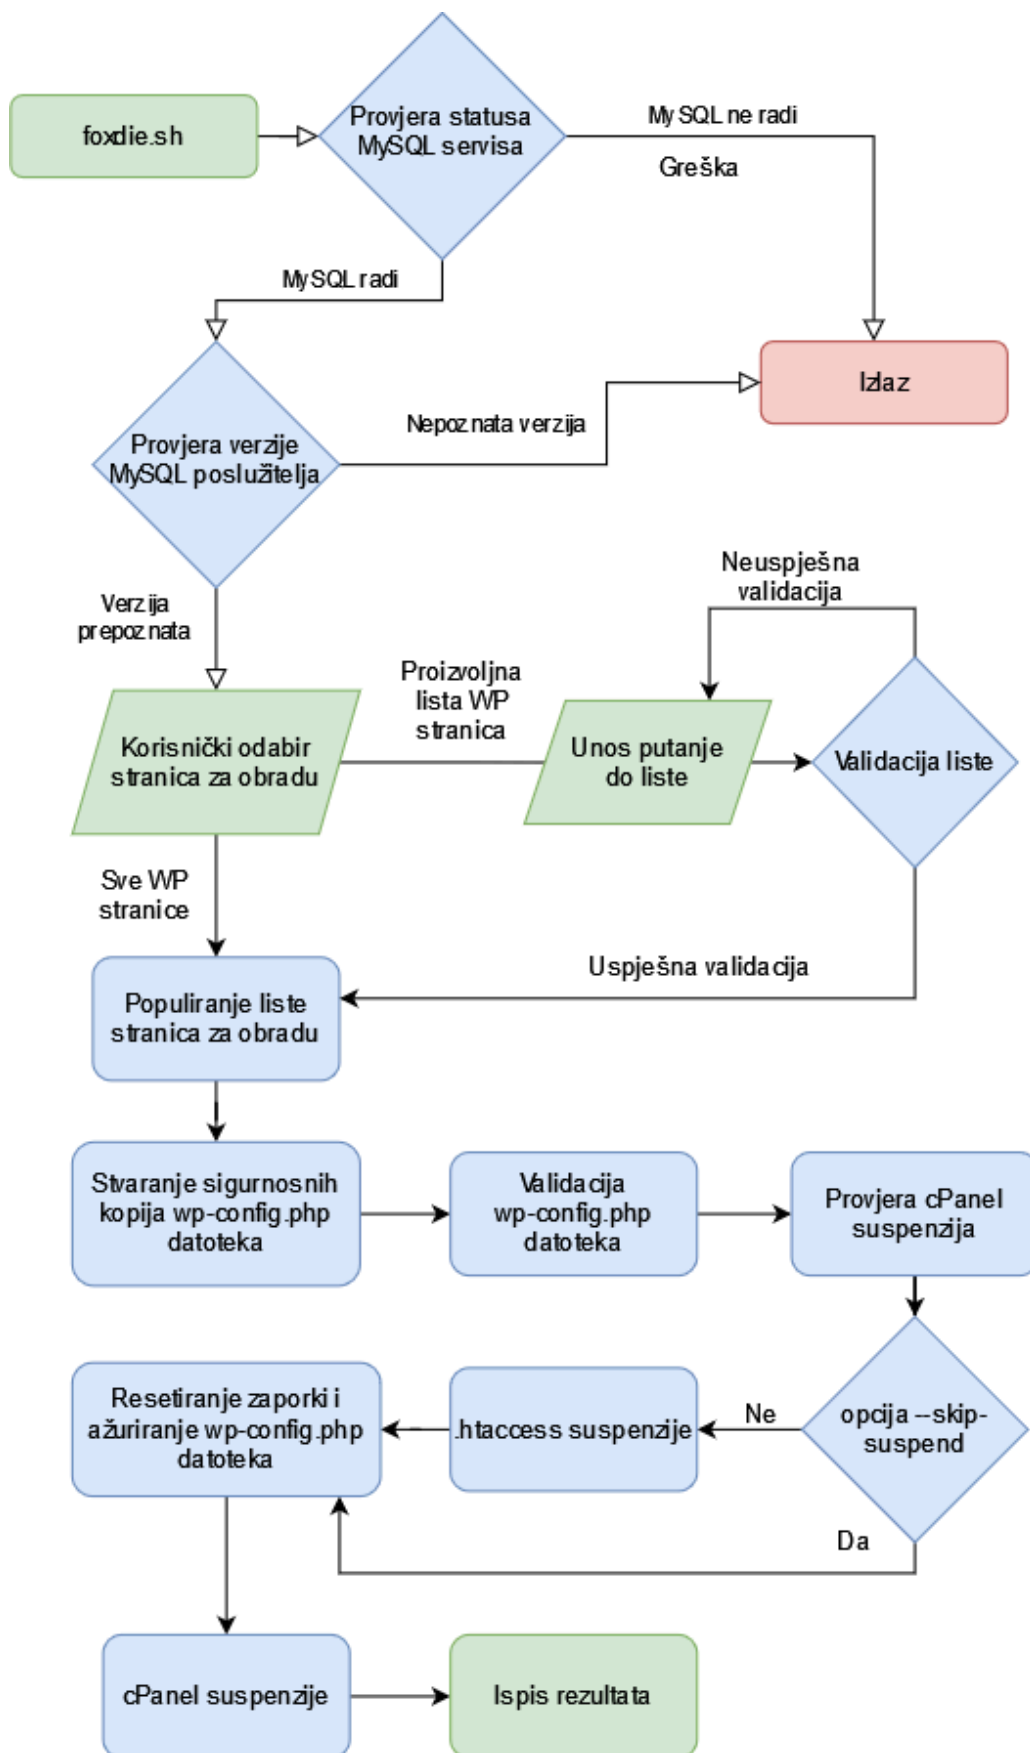 foxdie.sh
Provjera statusa
MySQL servisa
MySQL ne radi
Greška
MySQL radi
Izlaz
Provjera verzije
MySQL poslužitelja
Nepoznata verzija
Verzija
prepoznata
Neuspješna
validacija
Proizvoljna
lista WP
stranica
Korisnički odabir
stranica za obradu
Unos putanje
do liste
Validacija liste
Sve WP
stranice
Uspješna validacija
Populiranje liste
stranica za obradu
Stvaranje sigurnosnih
kopija wp-config.php
datoteka
Validacija
wp-config.php
datoteka
Provjera cPanel
suspenzija
Resetiranje zaporki i
ažuriranje wp-config.php
datoteka
.htaccess suspenzije
Ne
opcija --skip-
suspend
Da
cPanel suspenzije
Ispis rezultata